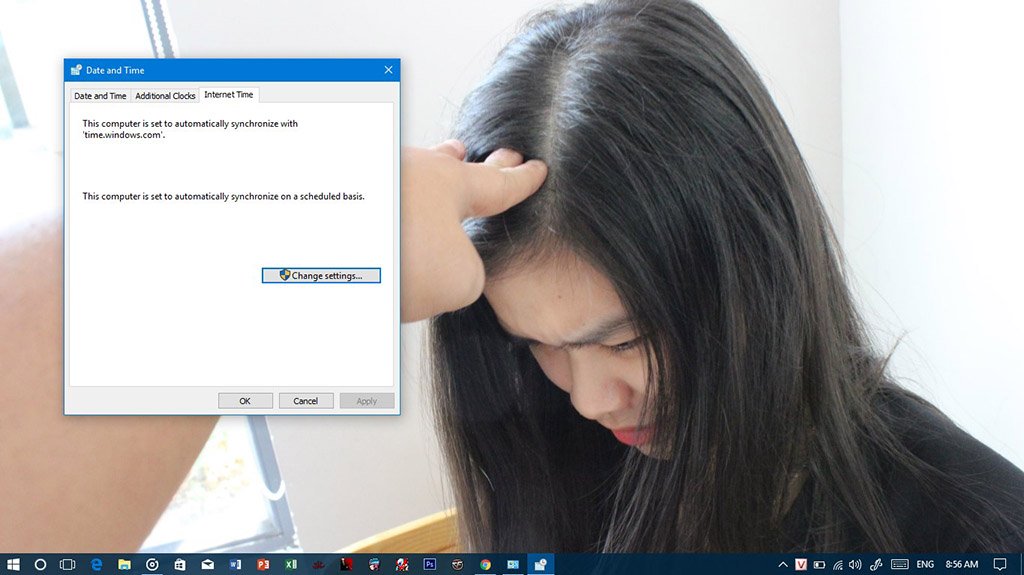 Date and Time
Date and Time Additional Clocks Internet Time
This computer is set to automatically synchronize with
'time.windows.com'.
This computer is set to automatically synchronize on a scheduled basis.
Change settings...
OK Cancel Apply
ENG 8:56 AM